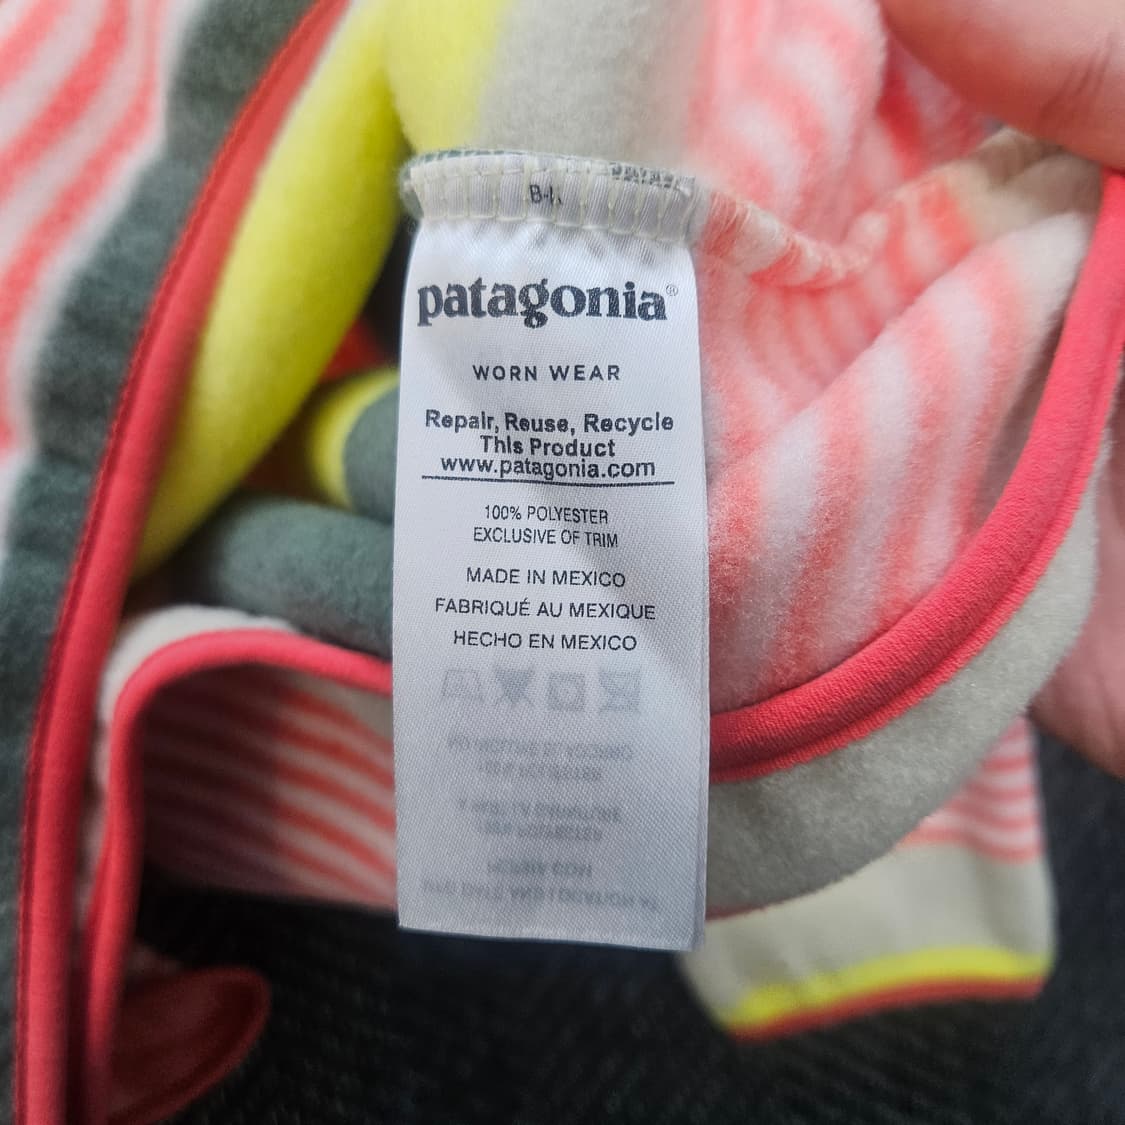 patagonia®
WORN WEAR
Repair, Reuse, Recycle
This Product
www.patagonia.com
100% POLYESTER
EXCLUSIVE OF TRIM
MADE IN MEXICO
FABRIQUÉ AU MEXIQUE
HECHO EN MEXICO